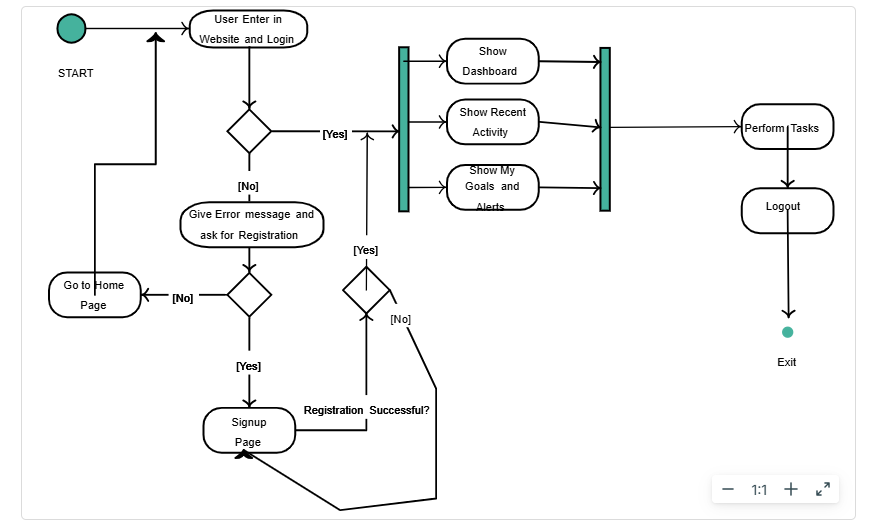 START
User Enter in
Website and Login
[Yes]
[No]
Give Error message and
ask for Registration
[No]
Go to Home
Page
[Yes]
Signup
Page
Registration Successful?
[Yes]
[No]
Show
Dashboard
Show Recent
Activity
Show My
Goals and
Alerts
Perform Tasks
Logout
Exit
1:1